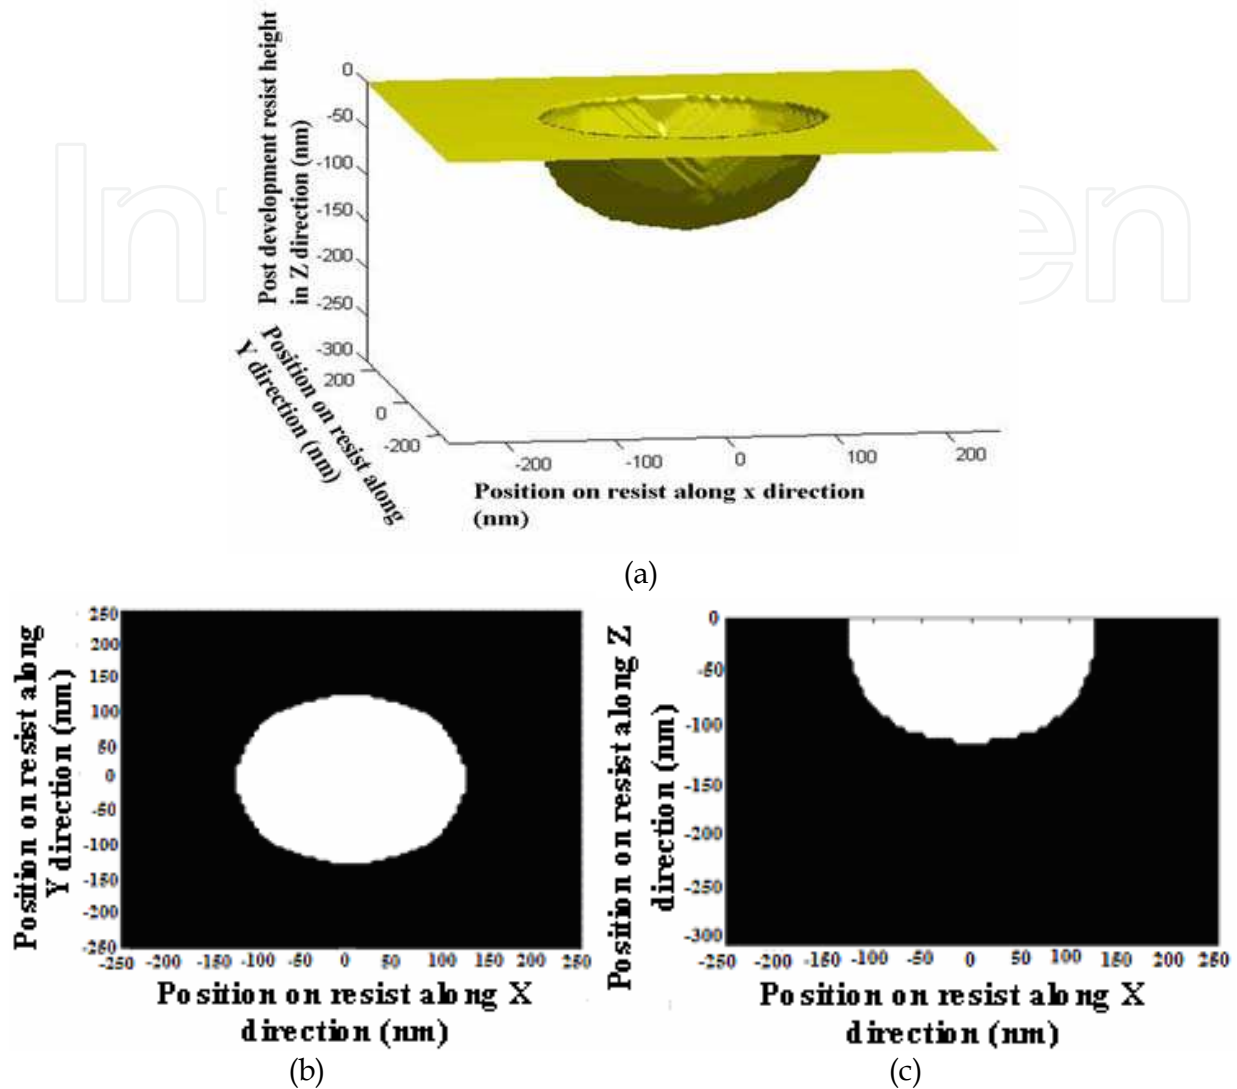 Post development resist height
in Z direction (nm)
0
-50
-100
-150
-200
-250
-300
Position on resist along
Y direction (nm)
200
0
-200
-200
-100
0
100
200
Position on resist along x direction
(nm)
(a)
Position on resist along
Y direction (nm)
250
200
150
100
50
0
-50
-100
-150
-200
-250
-250 -200 -150 -100 -50 0 50 100 150 200 250
Position on resist along X
direction (nm)
(b)
Position on resist along Z
direction (nm)
0
-50
-100
-150
-200
-250
-300
-250 -200 -150 -100 -50 0 50 100 150 200 250
Position on resist along X
direction (nm)
(c)